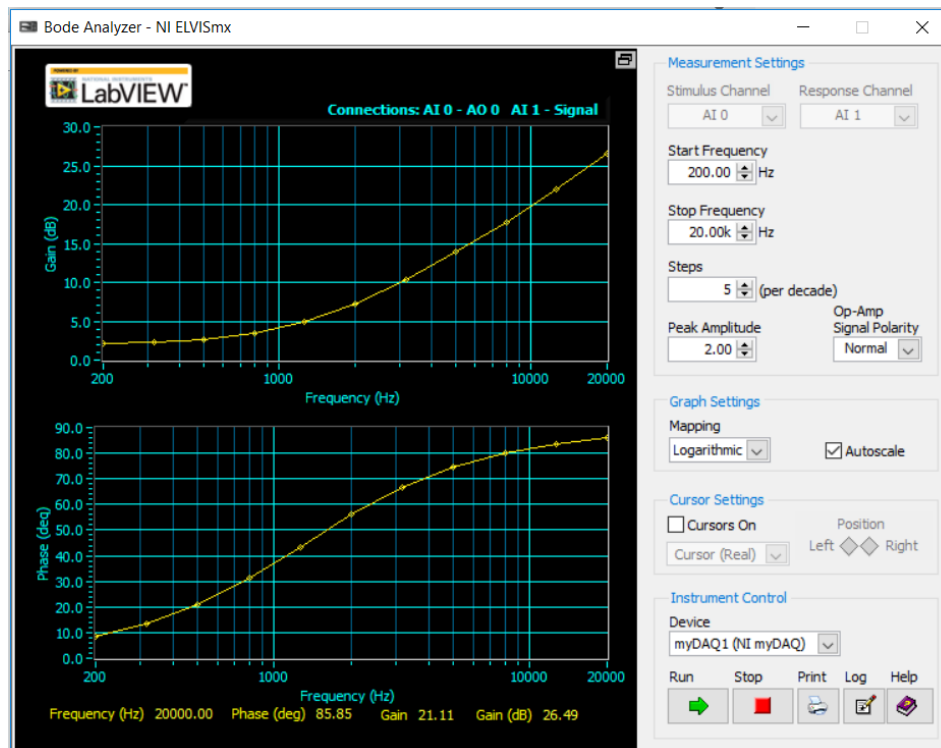 Bode Analyzer - NI ELVISmx
POWERED BY
NATIONAL INSTRUMENTS
LabVIEW™
Connections: AI 0 - AO 0 AI 1 - Signal
30.0
25.0
20.0
15.0
10.0
5.0
0.0
Gain (dB)
200 1000 10000 20000
Frequency (Hz)
90.0
80.0
70.0
60.0
50.0
40.0
30.0
20.0
10.0
0.0
Phase (deg)
200 1000 10000 20000
Frequency (Hz)
Frequency (Hz) 20000.00 Phase (deg) 85.85 Gain 21.11 Gain (dB) 26.49
Measurement Settings
Stimulus Channel Response Channel
AI 0 AI 1
Start Frequency
200.00 Hz
Stop Frequency
20.00k Hz
Steps
5 (per decade)
Peak Amplitude
2.00
Op-Amp
Signal Polarity
Normal
Graph Settings
Mapping
Logarithmic Autoscale
Cursor Settings
Cursors On Position
Cursor (Real) Left Right
Instrument Control
Device
myDAQ1 (NI myDAQ)
Run Stop Print Log Help